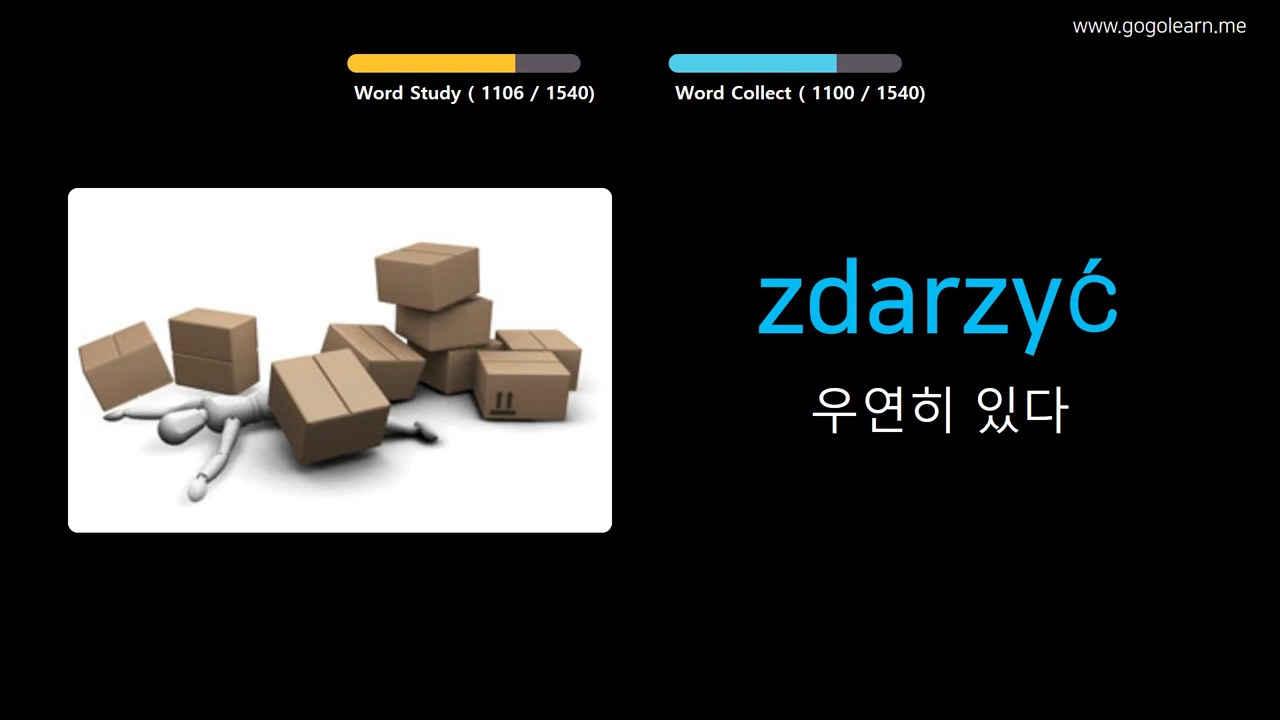 www.gogolearn.me
Word Study ( 1106 / 1540)
Word Collect ( 1100 / 1540)
zdarzyć
우연히 있다